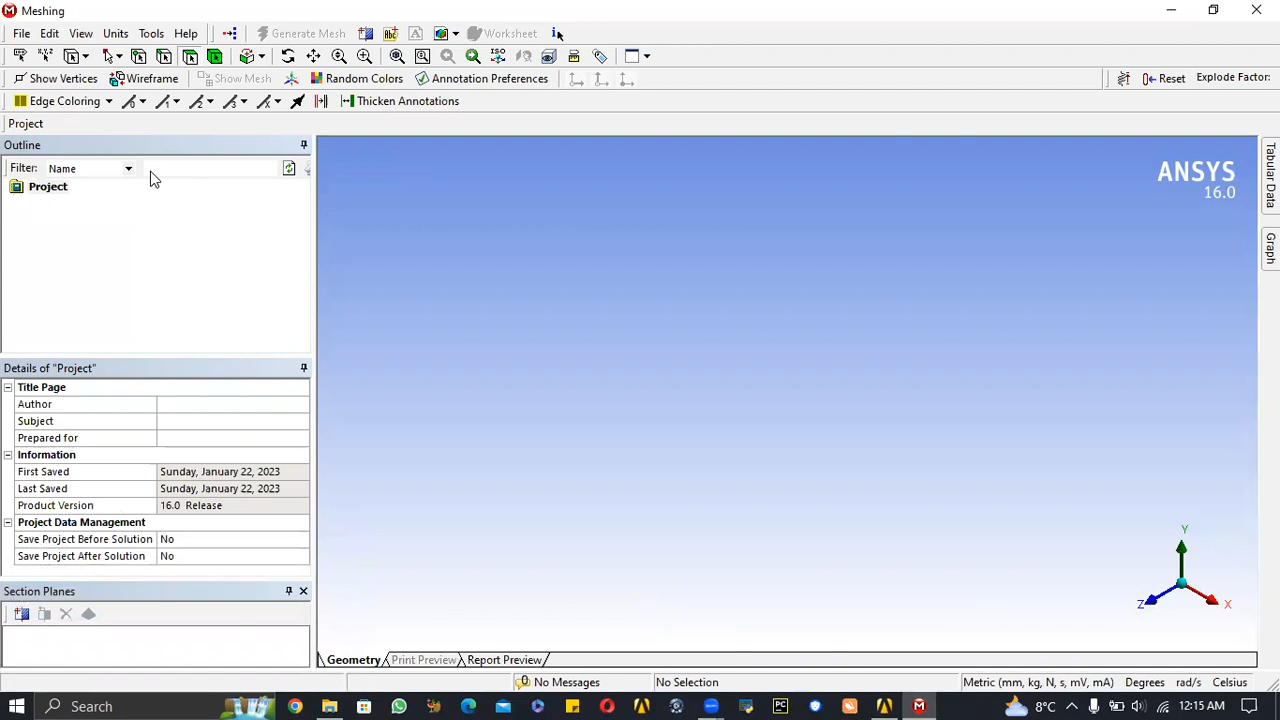 Meshing
File Edit View Units Tools Help Generate Mesh Worksheet
Show Vertices Wireframe Show Mesh Random Colors Annotation Preferences Reset Explode Factor:
Edge Coloring Thicken Annotations
Project
Outline
Filter: Name
Project
ANSYS
16.0
Tabular Data
Graph
Details of "Project"
Title Page
Author
Subject
Prepared for
Information
First Saved Sunday, January 22, 2023
Last Saved Sunday, January 22, 2023
Product Version 16.0 Release
Project Data Management
Save Project Before Solution No
Save Project After Solution No
Y
Z X
Section Planes
Geometry Print Preview Report Preview
No Messages No Selection Metric (mm, kg, N, s, mV, mA) Degrees rad/s Celsius
Search 8°C 12:15 AM